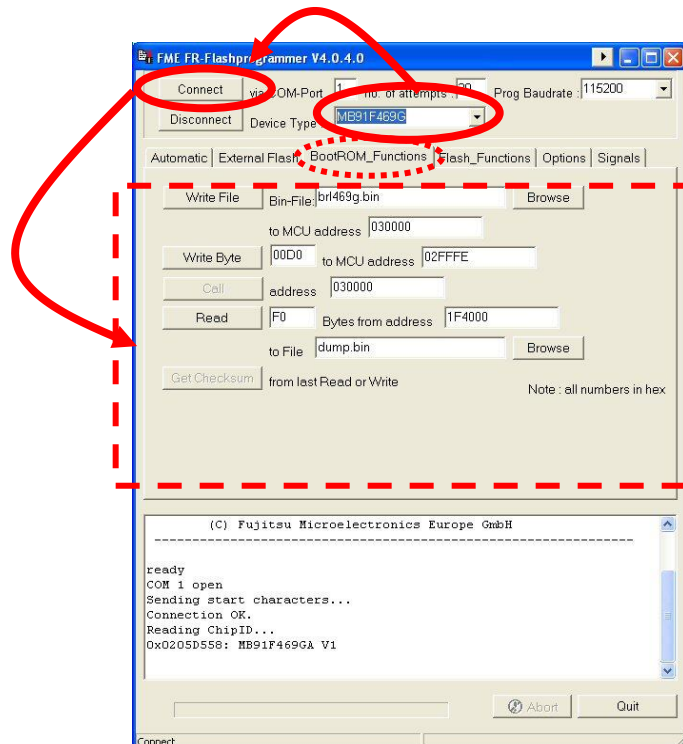 FME FR-Flashprogrammer V4.0.4.0
Connect via COM-Port 1 no. of attempts : 20 Prog Baudrate : 115200
Disconnect Device Type MB91F469G
Automatic External Flash BootROM_Functions Flash_Functions Options Signals
Write File Bin-File: brl469g.bin Browse
to MCU address 030000
Write Byte 00D0 to MCU address 02FFFE
Call address 030000
Read F0 Bytes from address 1F4000
to File dump.bin Browse
Get Checksum from last Read or Write Note : all numbers in hex
(C) Fujitsu Microelectronics Europe GmbH
------------------------------------------------------------------
ready
COM 1 open
Sending start characters...
Connection OK.
Reading ChipID...
0x0205D558: MB91F469GA V1
Abort Quit
Connect